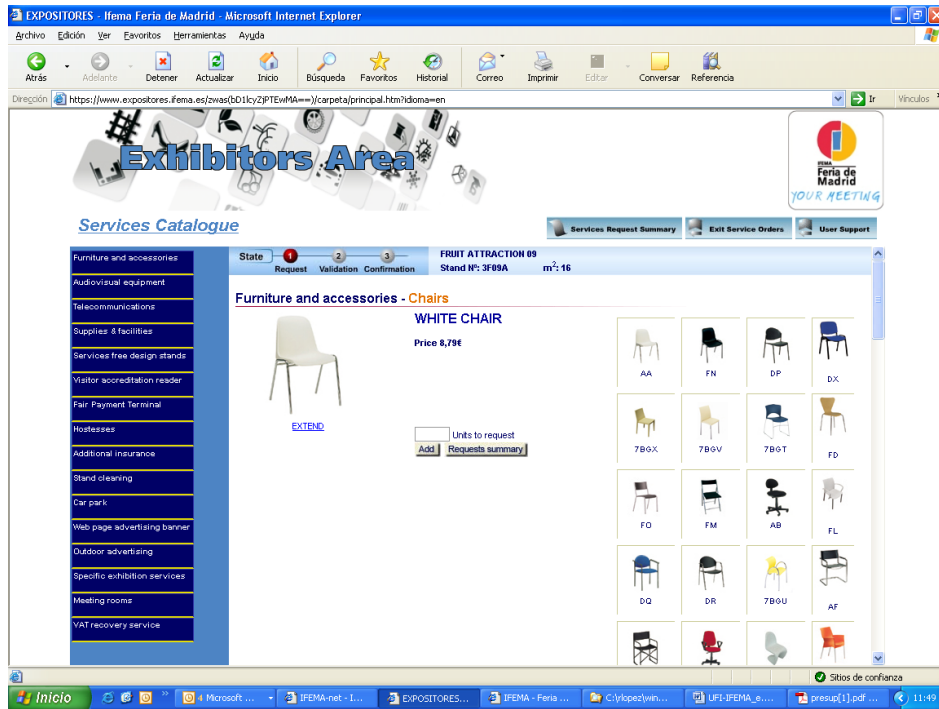 EXPOSITORES - Ifema Feria de Madrid - Microsoft Internet Explorer
Archivo Edición Ver Favoritos Herramientas Ayuda
Atrás Adelante Detener Actualizar Inicio Búsqueda Favoritos Historial Correo Imprimir Editar Conversar Referencia
Dirección https://www.expositores.ifema.es/zwas(bD1lcyZjPTEwMA==)/carpeta/principal.htm?idioma=en Ir Vínculos
Exhibitors Area
IFEMA
Feria de
Madrid
YOUR MEETING
Services Catalogue
Services Request Summary Exit Service Orders User Support
State 1 2 3
Request Validation Confirmation
FRUIT ATTRACTION 09
Stand Nº: 3F09A m²: 16
Furniture and accessories
Audiovisual equipment
Telecommunications
Supplies & facilities
Services free design stands
Visitor accreditation reader
Fair Payment Terminal
Hostesses
Additional insurance
Stand cleaning
Car park
Web page advertising banner
Outdoor advertising
Specific exhibition services
Meeting rooms
VAT recovery service
Furniture and accessories - Chairs
WHITE CHAIR
Price 8,79€
EXTEND
Units to request
Add Requests summary
AA FN DP DX
7BGX 7BGV 7BGT FD
FO FM AB FL
DQ DR 7BGU AF
Sitios de confianza
Inicio 4 Microsoft ... IFEMA-net - I... EXPOSITORES... IFEMA - Feria ... C:\rlopez\win... UFI-IFEMA_e.... presup[1].pdf ... 11:49